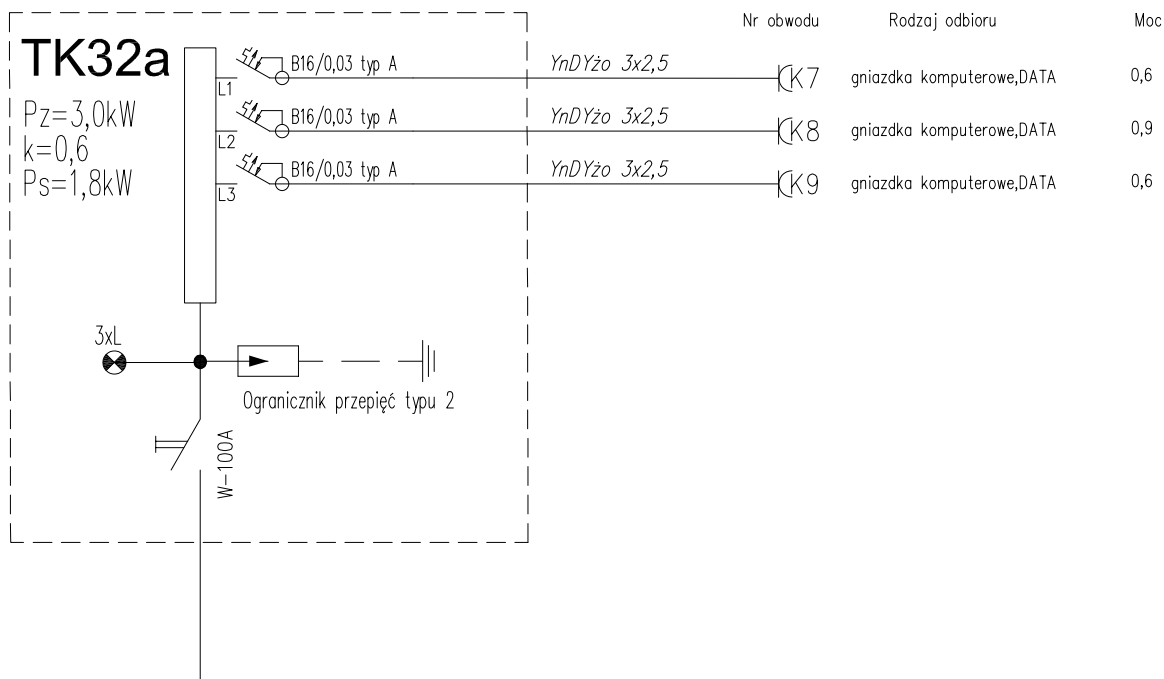 Nr obwodu Rodzaj odbioru Moc
TK32a
Pz=3,0kW
k=0,6
Ps=1,8kW
L1 B16/0,03 typ A YnDYżo 3x2,5 K7 gniazdka komputerowe,DATA 0,6
L2 B16/0,03 typ A YnDYżo 3x2,5 K8 gniazdka komputerowe,DATA 0,9
L3 B16/0,03 typ A YnDYżo 3x2,5 K9 gniazdka komputerowe,DATA 0,6
3xL
Ogranicznik przepięć typu 2
W-100A